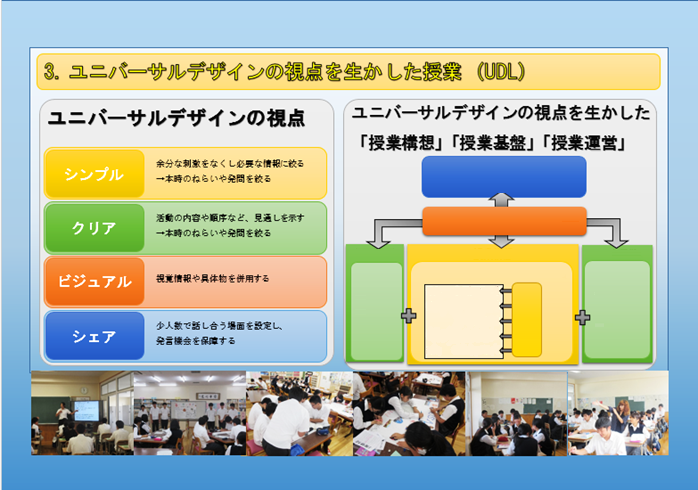 3. ユニバーサルデザインの視点を生かした授業 (UDL)
ユニバーサルデザインの視点
シンプル
余分な刺激をなくし必要な情報に絞る
→本時のねらいや発問を絞る
クリア
活動の内容や順序など、見通しを示す
→本時のねらいや発問を絞る
ビジュアル
視覚情報や具体物を併用する
シェア
少人数で話し合う場面を設定し、
発言機会を保障する
ユニバーサルデザインの視点を生かした
「授業構想」「授業基盤」「授業運営」